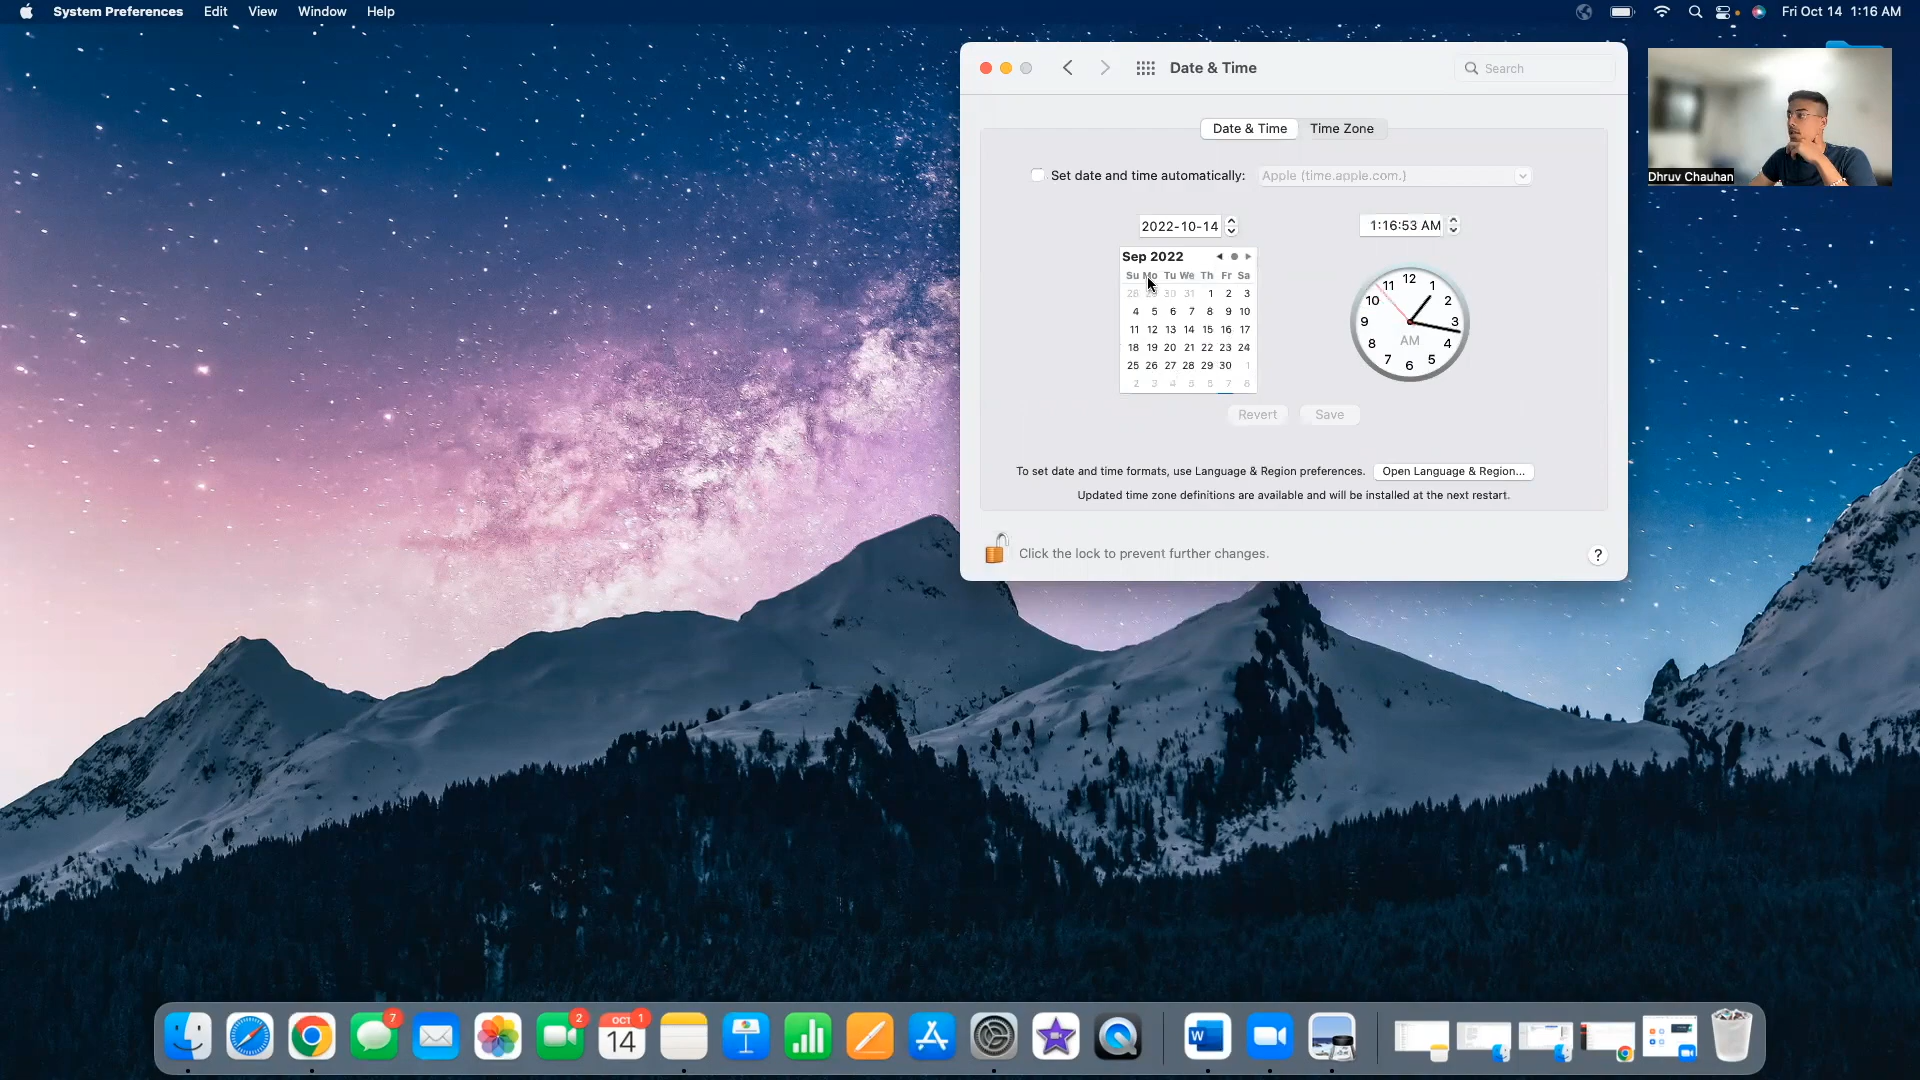 System Preferences Edit View Window Help
Fri Oct 14 1:16 AM
Date & Time
Search
Dhruv Chauhan
Date & Time Time Zone
Set date and time automatically: Apple (time.apple.com.)
2022-10-14
1:16:53 AM
Sep 2022
Su Mo Tu We Th Fr Sa
28 29 30 31 1 2 3
4 5 6 7 8 9 10
11 12 13 14 15 16 17
18 19 20 21 22 23 24
25 26 27 28 29 30 1
2 3 4 5 6 7 8
12
11 1
10 2
9 3
AM
8 4
7 5
6
Revert Save
To set date and time formats, use Language & Region preferences. Open Language & Region...
Updated time zone definitions are available and will be installed at the next restart.
Click the lock to prevent further changes.
?
7
2
OCT 1
14
W